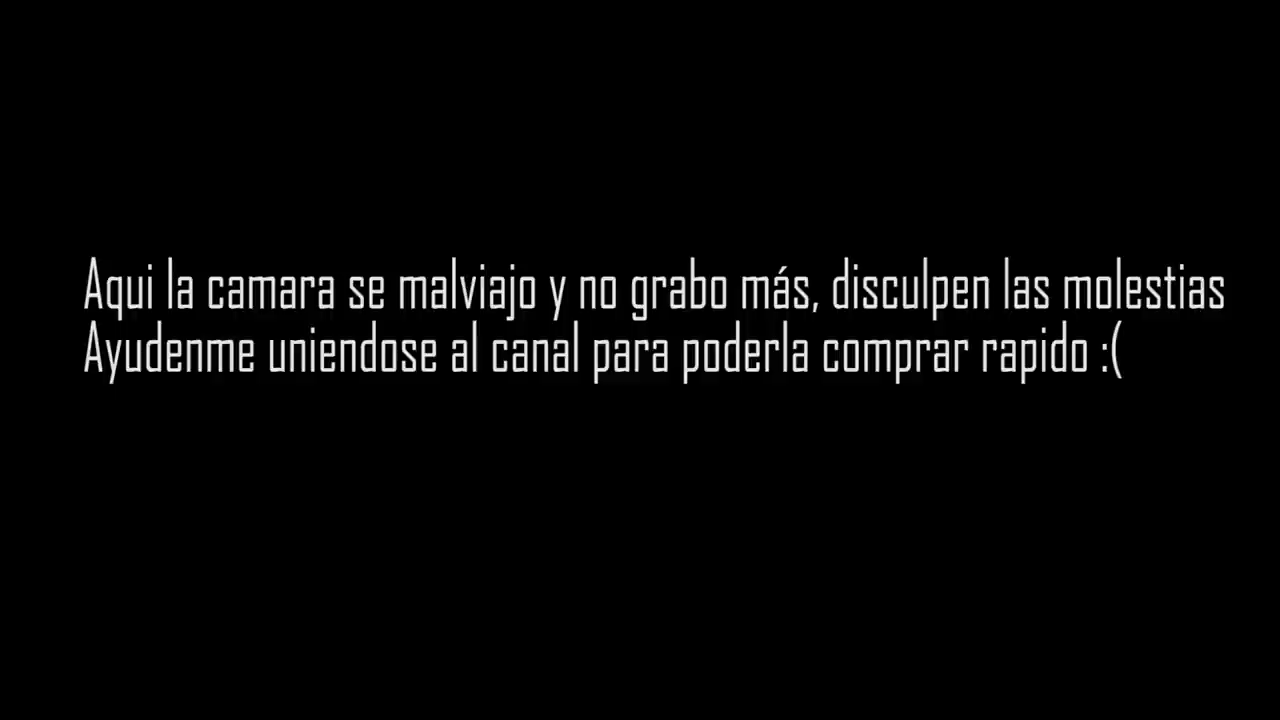 Aqui la camara se malviajo y no grabo más, disculpen las molestias
Ayudenme uniendose al canal para poderla comprar rapido :(